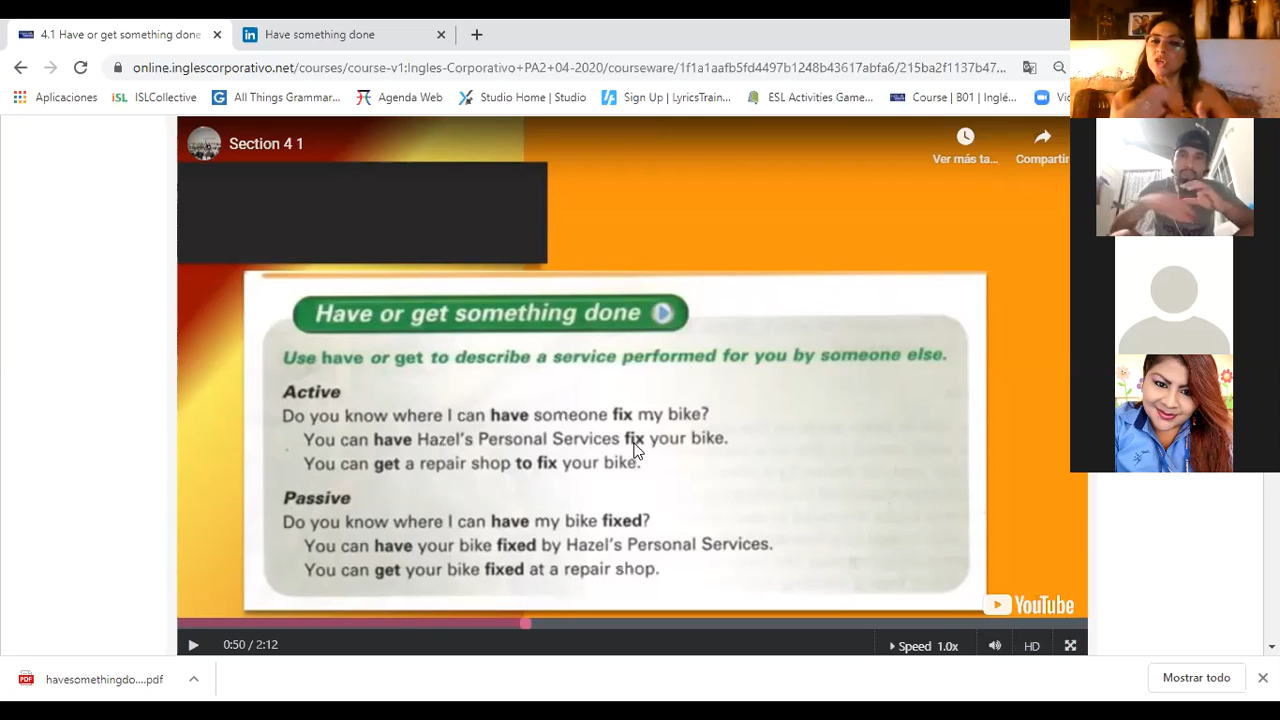 4.1 Have or get something done
Have something done
online.inglescorporativo.net/courses/course-v1:Ingles-Corporativo+PA2+04-2020/courseware/1f1a1aafb5fd4497b1248b43617abfa6/215ba2f1137b47...
Aplicaciones
iSL ISLCollective
All Things Grammar...
Agenda Web
Studio Home | Studio
Sign Up | LyricsTrain...
ESL Activities Game...
Course | B01 | Inglé...
Section 4 1
Ver más ta...
Compartir
Have or get something done
Use have or get to describe a service performed for you by someone else.
Active
Do you know where I can have someone fix my bike?
You can have Hazel's Personal Services fix your bike.
You can get a repair shop to fix your bike.
Passive
Do you know where I can have my bike fixed?
You can have your bike fixed by Hazel's Personal Services.
You can get your bike fixed at a repair shop.
YouTube
0:50 / 2:12
Speed 1.0x
HD
PDF
havesomethingdo....pdf
Mostrar todo